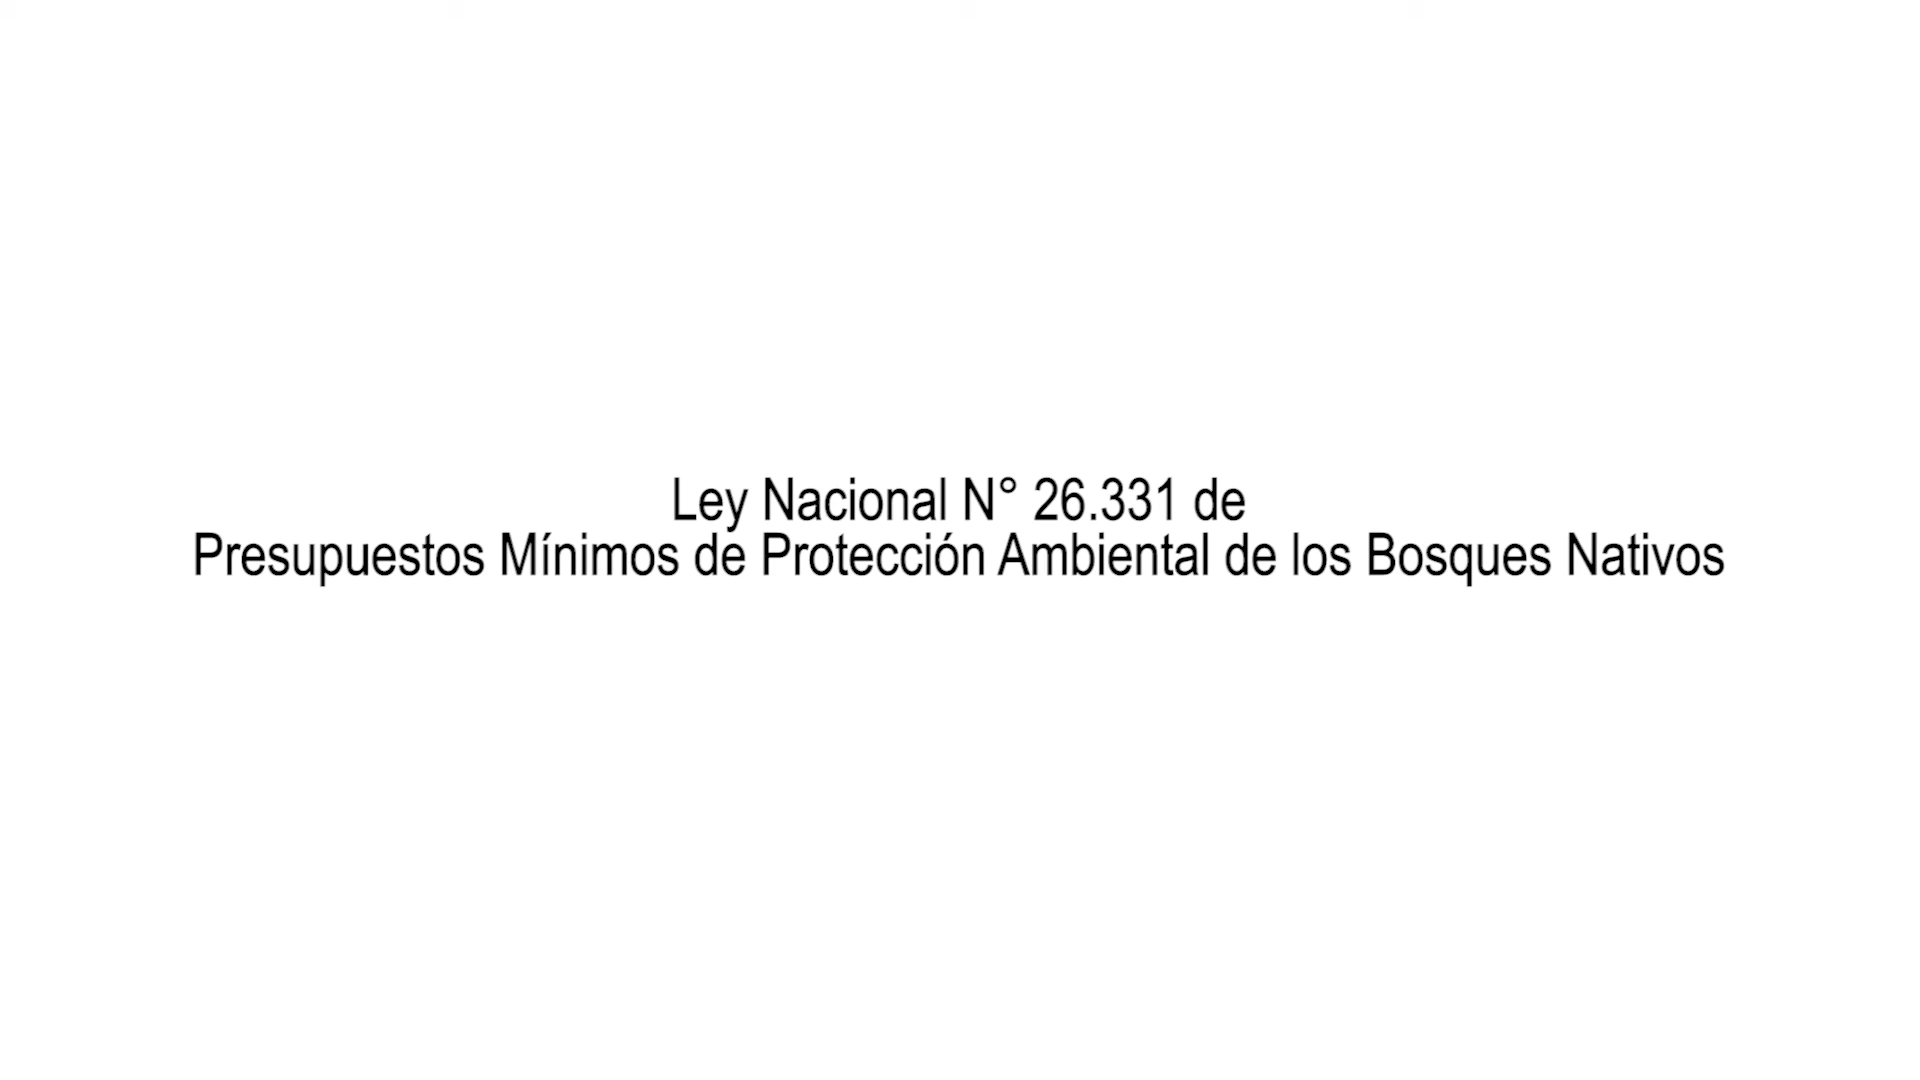 Ley Nacional N° 26.331 de
Presupuestos Mínimos de Protección Ambiental de los Bosques Nativos